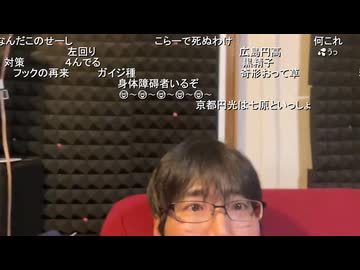 なんだこのせーし
こらーで死ぬわけ
何これ
左回り
広島円高
💦うっ
対策
4んでる
黒精子
フックの再来
ガイジ種
奇形おって草
身体障碍者いるぞ
京都円光は七原といっしょ